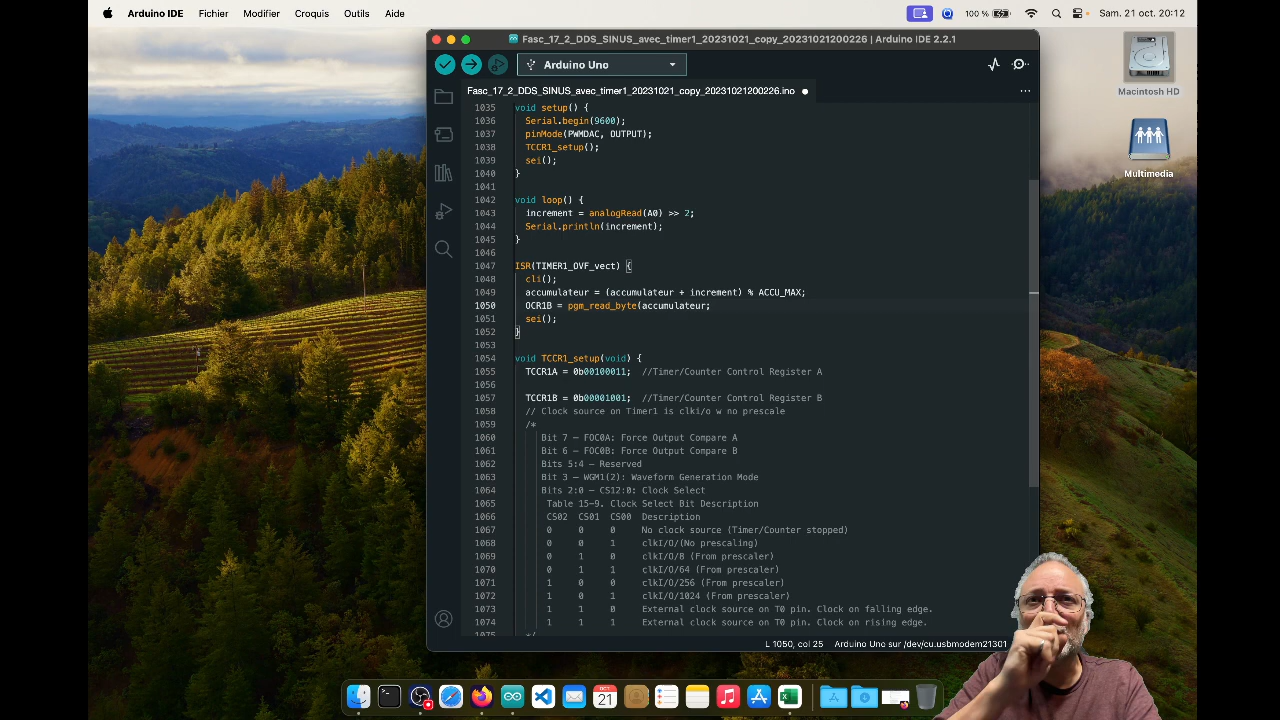 Arduino IDE Fichier Modifier Croquis Outils Aide 100 % Sam. 21 oct. 20:12
Fasc_17_2_DDS_SINUS_avec_timer1_20231021_copy_20231021200226 | Arduino IDE 2.2.1
Arduino Uno
Fasc_17_2_DDS_SINUS_avec_timer1_20231021_copy_20231021200226.ino
1035 void setup() {
1036 Serial.begin(9600);
1037 pinMode(PWMDAC, OUTPUT);
1038 TCCR1_setup();
1039 sei();
1040 }
1041
1042 void loop() {
1043 increment = analogRead(A0) >> 2;
1044 Serial.println(increment);
1045 }
1046
1047 ISR(TIMER1_OVF_vect) {
1048 cli();
1049 accumulateur = (accumulateur + increment) % ACCU_MAX;
1050 OCR1B = pgm_read_byte(accumulateur;
1051 sei();
1052 }
1053
1054 void TCCR1_setup(void) {
1055 TCCR1A = 0b00100011; //Timer/Counter Control Register A
1056
1057 TCCR1B = 0b00001001; //Timer/Counter Control Register B
1058 // Clock source on Timer1 is clki/o w no prescale
1059 /*
1060 Bit 7 – FOC0A: Force Output Compare A
1061 Bit 6 – FOC0B: Force Output Compare B
1062 Bits 5:4 – Reserved
1063 Bit 3 – WGM1(2): Waveform Generation Mode
1064 Bits 2:0 – CS12:0: Clock Select
1065 Table 15-9. Clock Select Bit Description
1066 CS02 CS01 CS00 Description
1067 0 0 0 No clock source (Timer/Counter stopped)
1068 0 0 1 clkI/O/(No prescaling)
1069 0 1 0 clkI/O/8 (From prescaler)
1070 0 1 1 clkI/O/64 (From prescaler)
1071 1 0 0 clkI/O/256 (From prescaler)
1072 1 0 1 clkI/O/1024 (From prescaler)
1073 1 1 0 External clock source on T0 pin. Clock on falling edge.
1074 1 1 1 External clock source on T0 pin. Clock on rising edge.
1075 */
L 1050, col 25 Arduino Uno sur /dev/cu.usbmodem21301
Macintosh HD
Multimedia
OCT
21